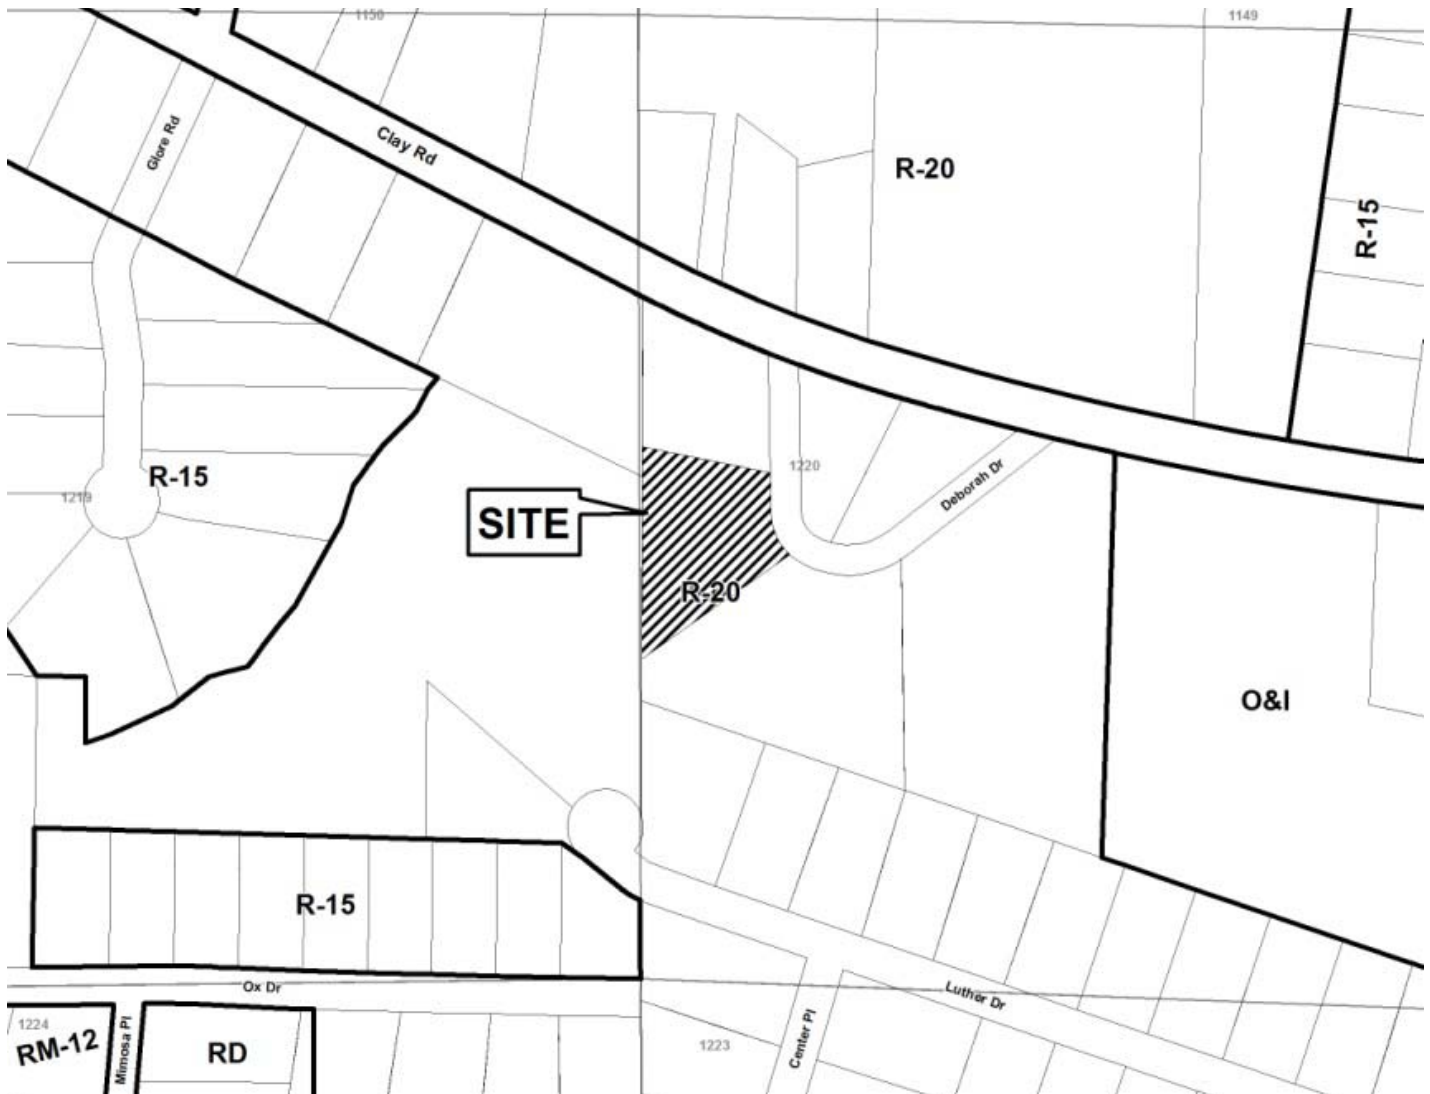 1150
1149
Glore Rd
Clay Rd
R-20
R-15
1220
Deborah Dr
R-15
1219
SITE
R-20
O&I
R-15
Ox Dr
Luther Dr
1224
RM-12
Mimosa Pl
RD
1223
Center Pl